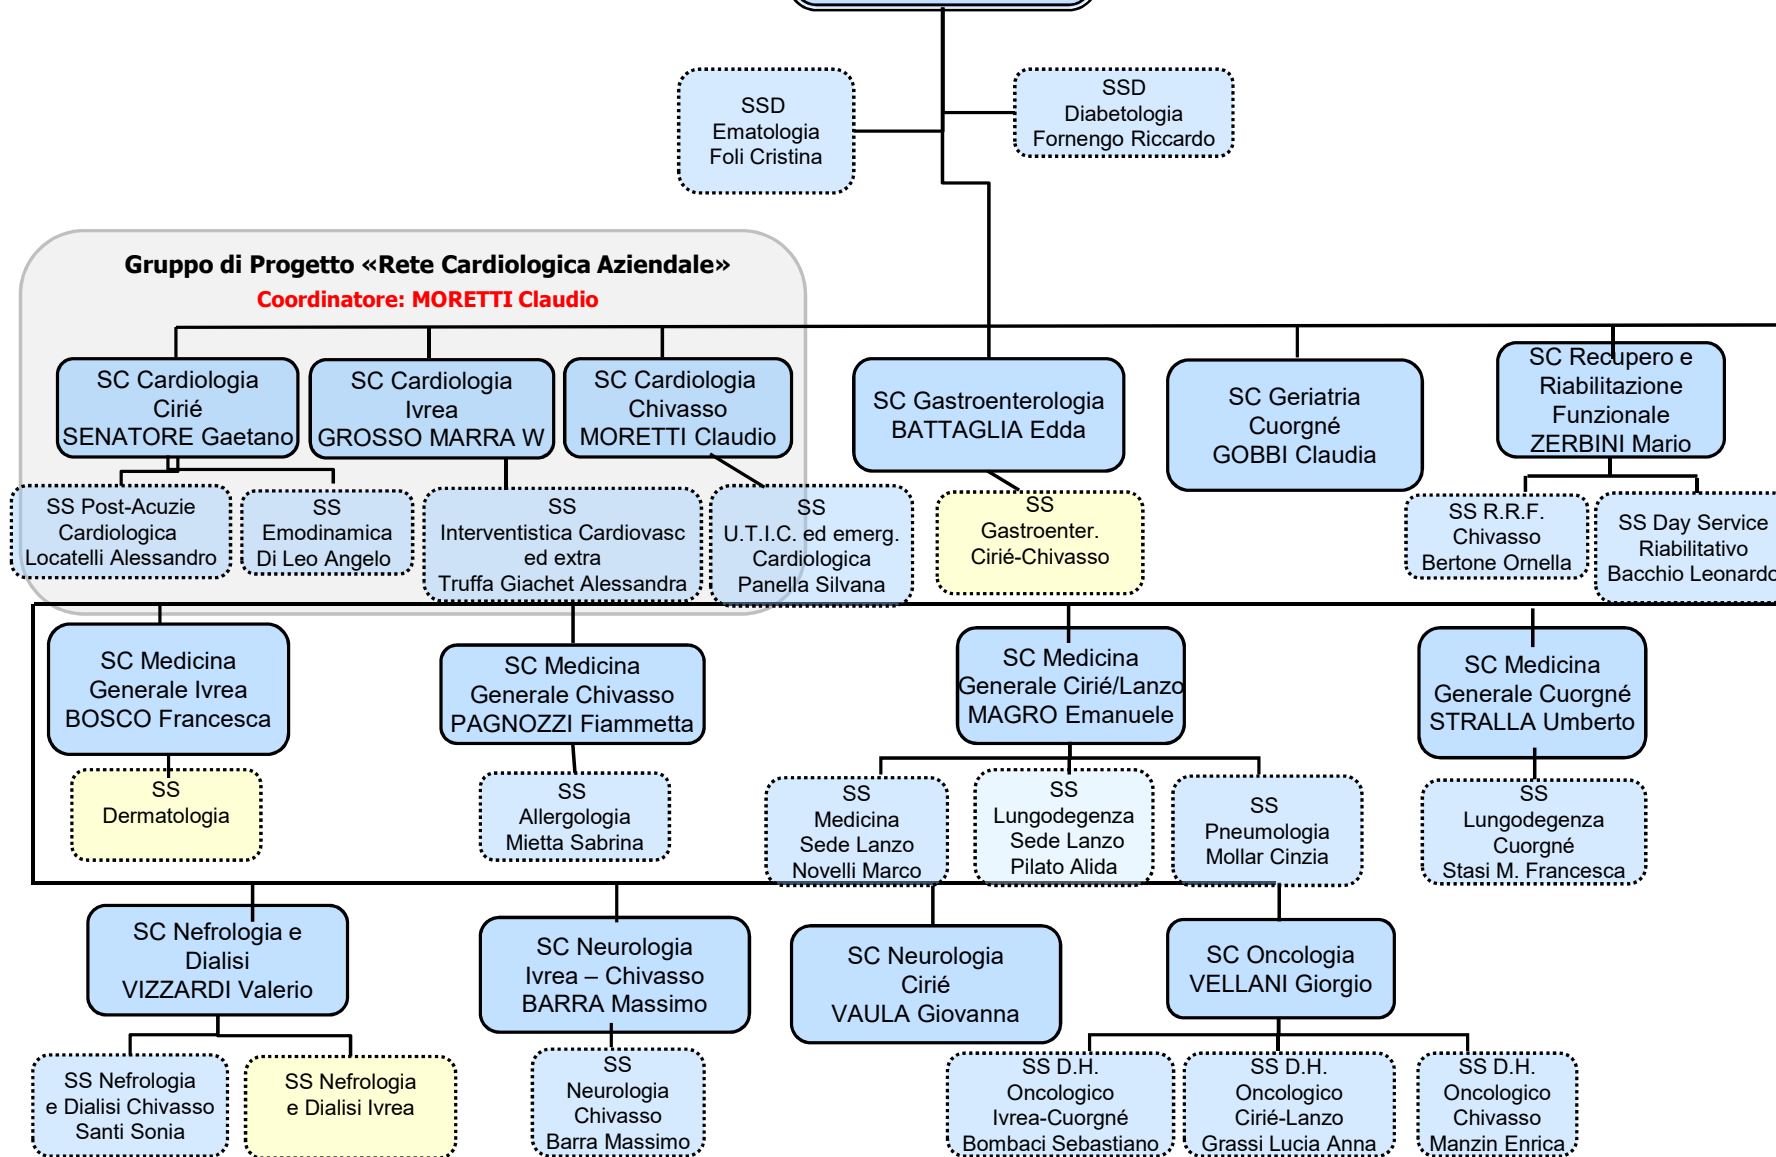 SSD
Ematologia
Foli Cristina
SSD
Diabetologia
Fornengo Riccardo
Gruppo di Progetto «Rete Cardiologica Aziendale»
Coordinatore: MORETTI Claudio
SC Cardiologia
Cirié
SENATORE Gaetano
SC Cardiologia
Ivrea
GROSSO MARRA W
SC Cardiologia
Chivasso
MORETTI Claudio
SC Gastroenterologia
BATTAGLIA Edda
SC Geriatria
Cuorgné
GOBBI Claudia
SC Recupero e
Riabilitazione
Funzionale
ZERBINI Mario
SS Post-Acuzie
Cardiologica
Locatelli Alessandro
SS
Emodinamica
Di Leo Angelo
SS
Interventistica Cardiovasc
ed extra
Truffa Giachet Alessandra
SS
U.T.I.C. ed emerg.
Cardiologica
Panella Silvana
SS
Gastroenter.
Cirié-Chivasso
SS R.R.F.
Chivasso
Bertone Ornella
SS Day Service
Riabilitativo
Bacchio Leonardo
SC Medicina
Generale Ivrea
BOSCO Francesca
SC Medicina
Generale Chivasso
PAGNOZZI Fiammetta
SC Medicina
Generale Cirié/Lanzo
MAGRO Emanuele
SC Medicina
Generale Cuorgné
STRALLA Umberto
SS
Dermatologia
SS
Allergologia
Mietta Sabrina
SS
Medicina
Sede Lanzo
Novelli Marco
SS
Lungodegenza
Sede Lanzo
Pilato Alida
SS
Pneumologia
Mollar Cinzia
SS
Lungodegenza
Cuorgné
Stasi M. Francesca
SC Nefrologia e
Dialisi
VIZZARDI Valerio
SC Neurologia
Ivrea – Chivasso
BARRA Massimo
SC Neurologia
Cirié
VAULA Giovanna
SC Oncologia
VELLANI Giorgio
SS Nefrologia
e Dialisi Chivasso
Santi Sonia
SS Nefrologia
e Dialisi Ivrea
SS
Neurologia
Chivasso
Barra Massimo
SS D.H.
Oncologico
Ivrea-Cuorgné
Bombaci Sebastiano
SS D.H.
Oncologico
Cirié-Lanzo
Grassi Lucia Anna
SS D.H.
Oncologico
Chivasso
Manzin Enrica